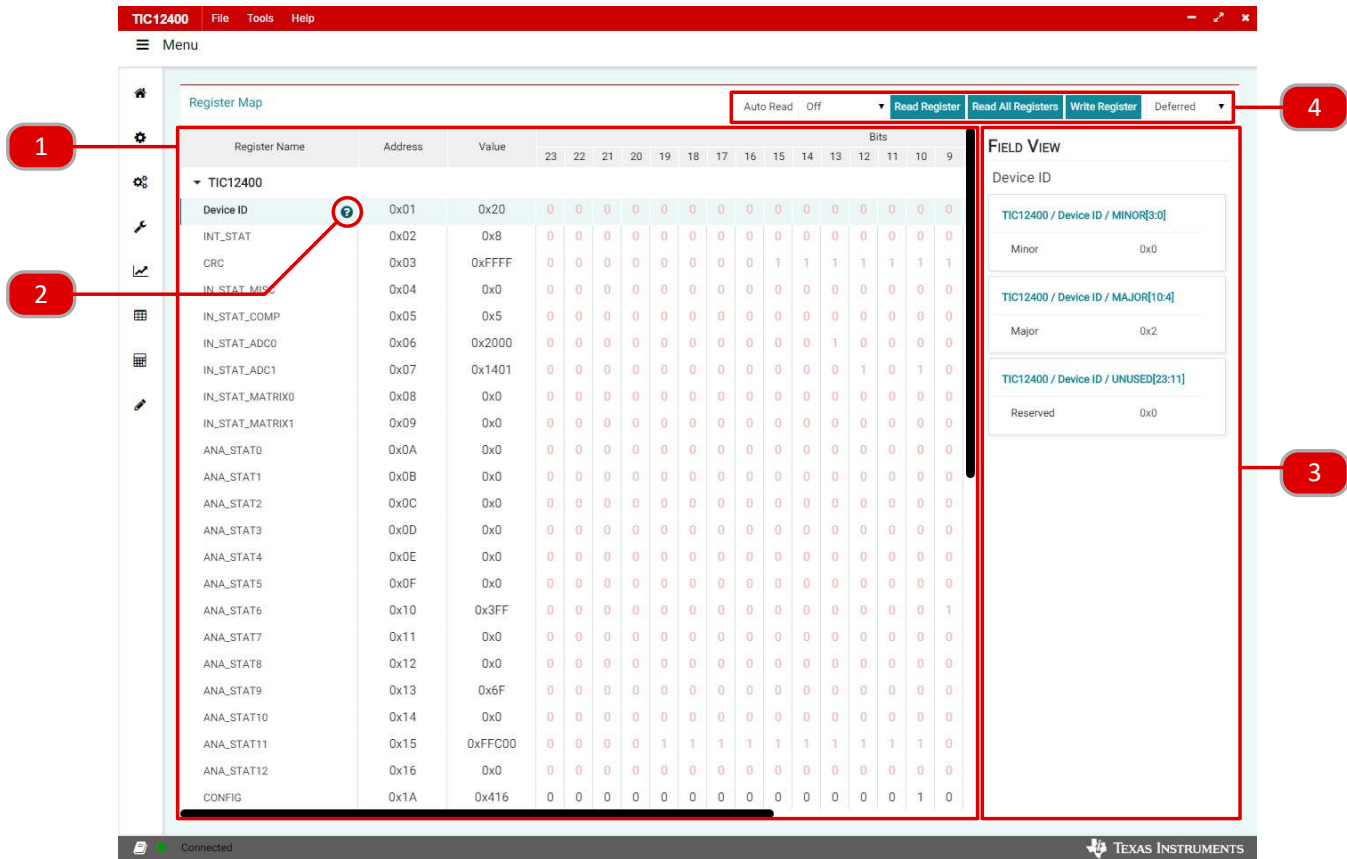 TIC12400 File Tools Help
Menu
Register Map
Auto Read Off Read Register Read All Registers Write Register Deferred
4
1
Register Name Address Value Bits
23 22 21 20 19 18 17 16 15 14 13 12 11 10 9
FIELD VIEW
TIC12400
Device ID
Device ID 0x01 0x20 0 0 0 0 0 0 0 0 0 0 0 0 0 0 0
TIC12400 / Device ID / MINOR[3:0]
INT_STAT 0x02 0x8 0 0 0 0 0 0 0 0 0 0 0 0 0 0 0
Minor 0x0
CRC 0x03 0xFFFF 0 0 0 0 0 0 0 0 1 1 1 1 1 1 1
2
IN_STAT_MISC 0x04 0x0 0 0 0 0 0 0 0 0 0 0 0 0 0 0 0
TIC12400 / Device ID / MAJOR[10:4]
IN_STAT_COMP 0x05 0x5 0 0 0 0 0 0 0 0 0 0 0 0 0 0 0
Major 0x2
IN_STAT_ADC0 0x06 0x2000 0 0 0 0 0 0 0 0 0 0 1 0 0 0 0
IN_STAT_ADC1 0x07 0x1401 0 0 0 0 0 0 0 0 0 0 0 1 0 1 0
TIC12400 / Device ID / UNUSED[23:11]
IN_STAT_MATRIX0 0x08 0x0 0 0 0 0 0 0 0 0 0 0 0 0 0 0 0
Reserved 0x0
IN_STAT_MATRIX1 0x09 0x0 0 0 0 0 0 0 0 0 0 0 0 0 0 0 0
ANA_STAT0 0x0A 0x0 0 0 0 0 0 0 0 0 0 0 0 0 0 0 0
ANA_STAT1 0x0B 0x0 0 0 0 0 0 0 0 0 0 0 0 0 0 0 0
3
ANA_STAT2 0x0C 0x0 0 0 0 0 0 0 0 0 0 0 0 0 0 0 0
ANA_STAT3 0x0D 0x0 0 0 0 0 0 0 0 0 0 0 0 0 0 0 0
ANA_STAT4 0x0E 0x0 0 0 0 0 0 0 0 0 0 0 0 0 0 0 0
ANA_STAT5 0x0F 0x0 0 0 0 0 0 0 0 0 0 0 0 0 0 0 0
ANA_STAT6 0x10 0x3FF 0 0 0 0 0 0 0 0 0 0 0 0 0 0 1
ANA_STAT7 0x11 0x0 0 0 0 0 0 0 0 0 0 0 0 0 0 0 0
ANA_STAT8 0x12 0x0 0 0 0 0 0 0 0 0 0 0 0 0 0 0 0
ANA_STAT9 0x13 0x6F 0 0 0 0 0 0 0 0 0 0 0 0 0 0 0
ANA_STAT10 0x14 0x0 0 0 0 0 0 0 0 0 0 0 0 0 0 0 0
ANA_STAT11 0x15 0xFFC00 0 0 0 0 1 1 1 1 1 1 1 1 1 1 0
ANA_STAT12 0x16 0x0 0 0 0 0 0 0 0 0 0 0 0 0 0 0 0
CONFIG 0x1A 0x416 0 0 0 0 0 0 0 0 0 0 0 0 0 1 0
Connected
TEXAS INSTRUMENTS